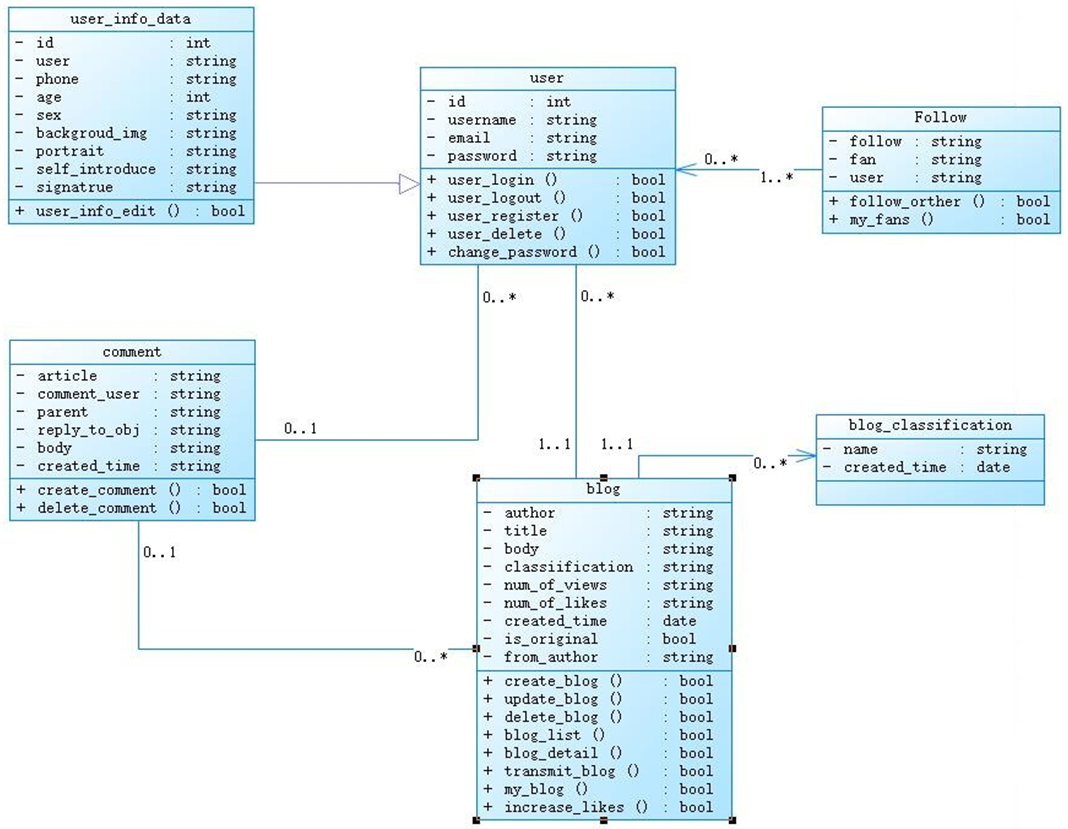 user_info_data
- id : int
- user : string
- phone : string
- age : int
- sex : string
- backgroud_img : string
- portrait : string
- self_introduce : string
- signatrue : string
+ user_info_edit () : bool
user
- id : int
- username : string
- email : string
- password : string
+ user_login () : bool
+ user_logout () : bool
+ user_register () : bool
+ user_delete () : bool
+ change_password () : bool
Follow
- follow : string
- fan : string
- user : string
+ follow_orther () : bool
+ my_fans () : bool
0..*
1..*
0..*
0..*
comment
- article : string
- comment_user : string
- parent : string
- reply_to_obj : string
- body : string
- created_time : string
+ create_comment () : bool
+ delete_comment () : bool
0..1
1..1
1..1
0..*
blog_classification
- name : string
- created_time : date
0..1
0..*
blog
- author : string
- title : string
- body : string
- classiification : string
- num_of_views : string
- num_of_likes : string
- created_time : date
- is_original : bool
- from_author : string
+ create_blog () : bool
+ update_blog () : bool
+ delete_blog () : bool
+ blog_list () : bool
+ blog_detail () : bool
+ transmit_blog () : bool
+ my_blog () : bool
+ increase_likes () : bool